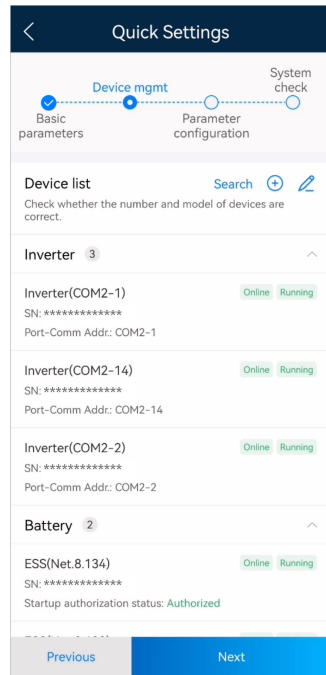 Quick Settings
Device mgmt
System
check
Basic
parameters
Parameter
configuration
Device list
Search
Check whether the number and model of devices are
correct.
Inverter 3
Inverter(COM2-1)
Online Running
SN: *************
Port-Comm Addr.: COM2-1
Inverter(COM2-14)
Online Running
SN: *************
Port-Comm Addr.: COM2-14
Inverter(COM2-2)
Online Running
SN: *************
Port-Comm Addr.: COM2-2
Battery 2
ESS(Net.8.134)
Online Running
SN: *************
Startup authorization status: Authorized
Previous
Next